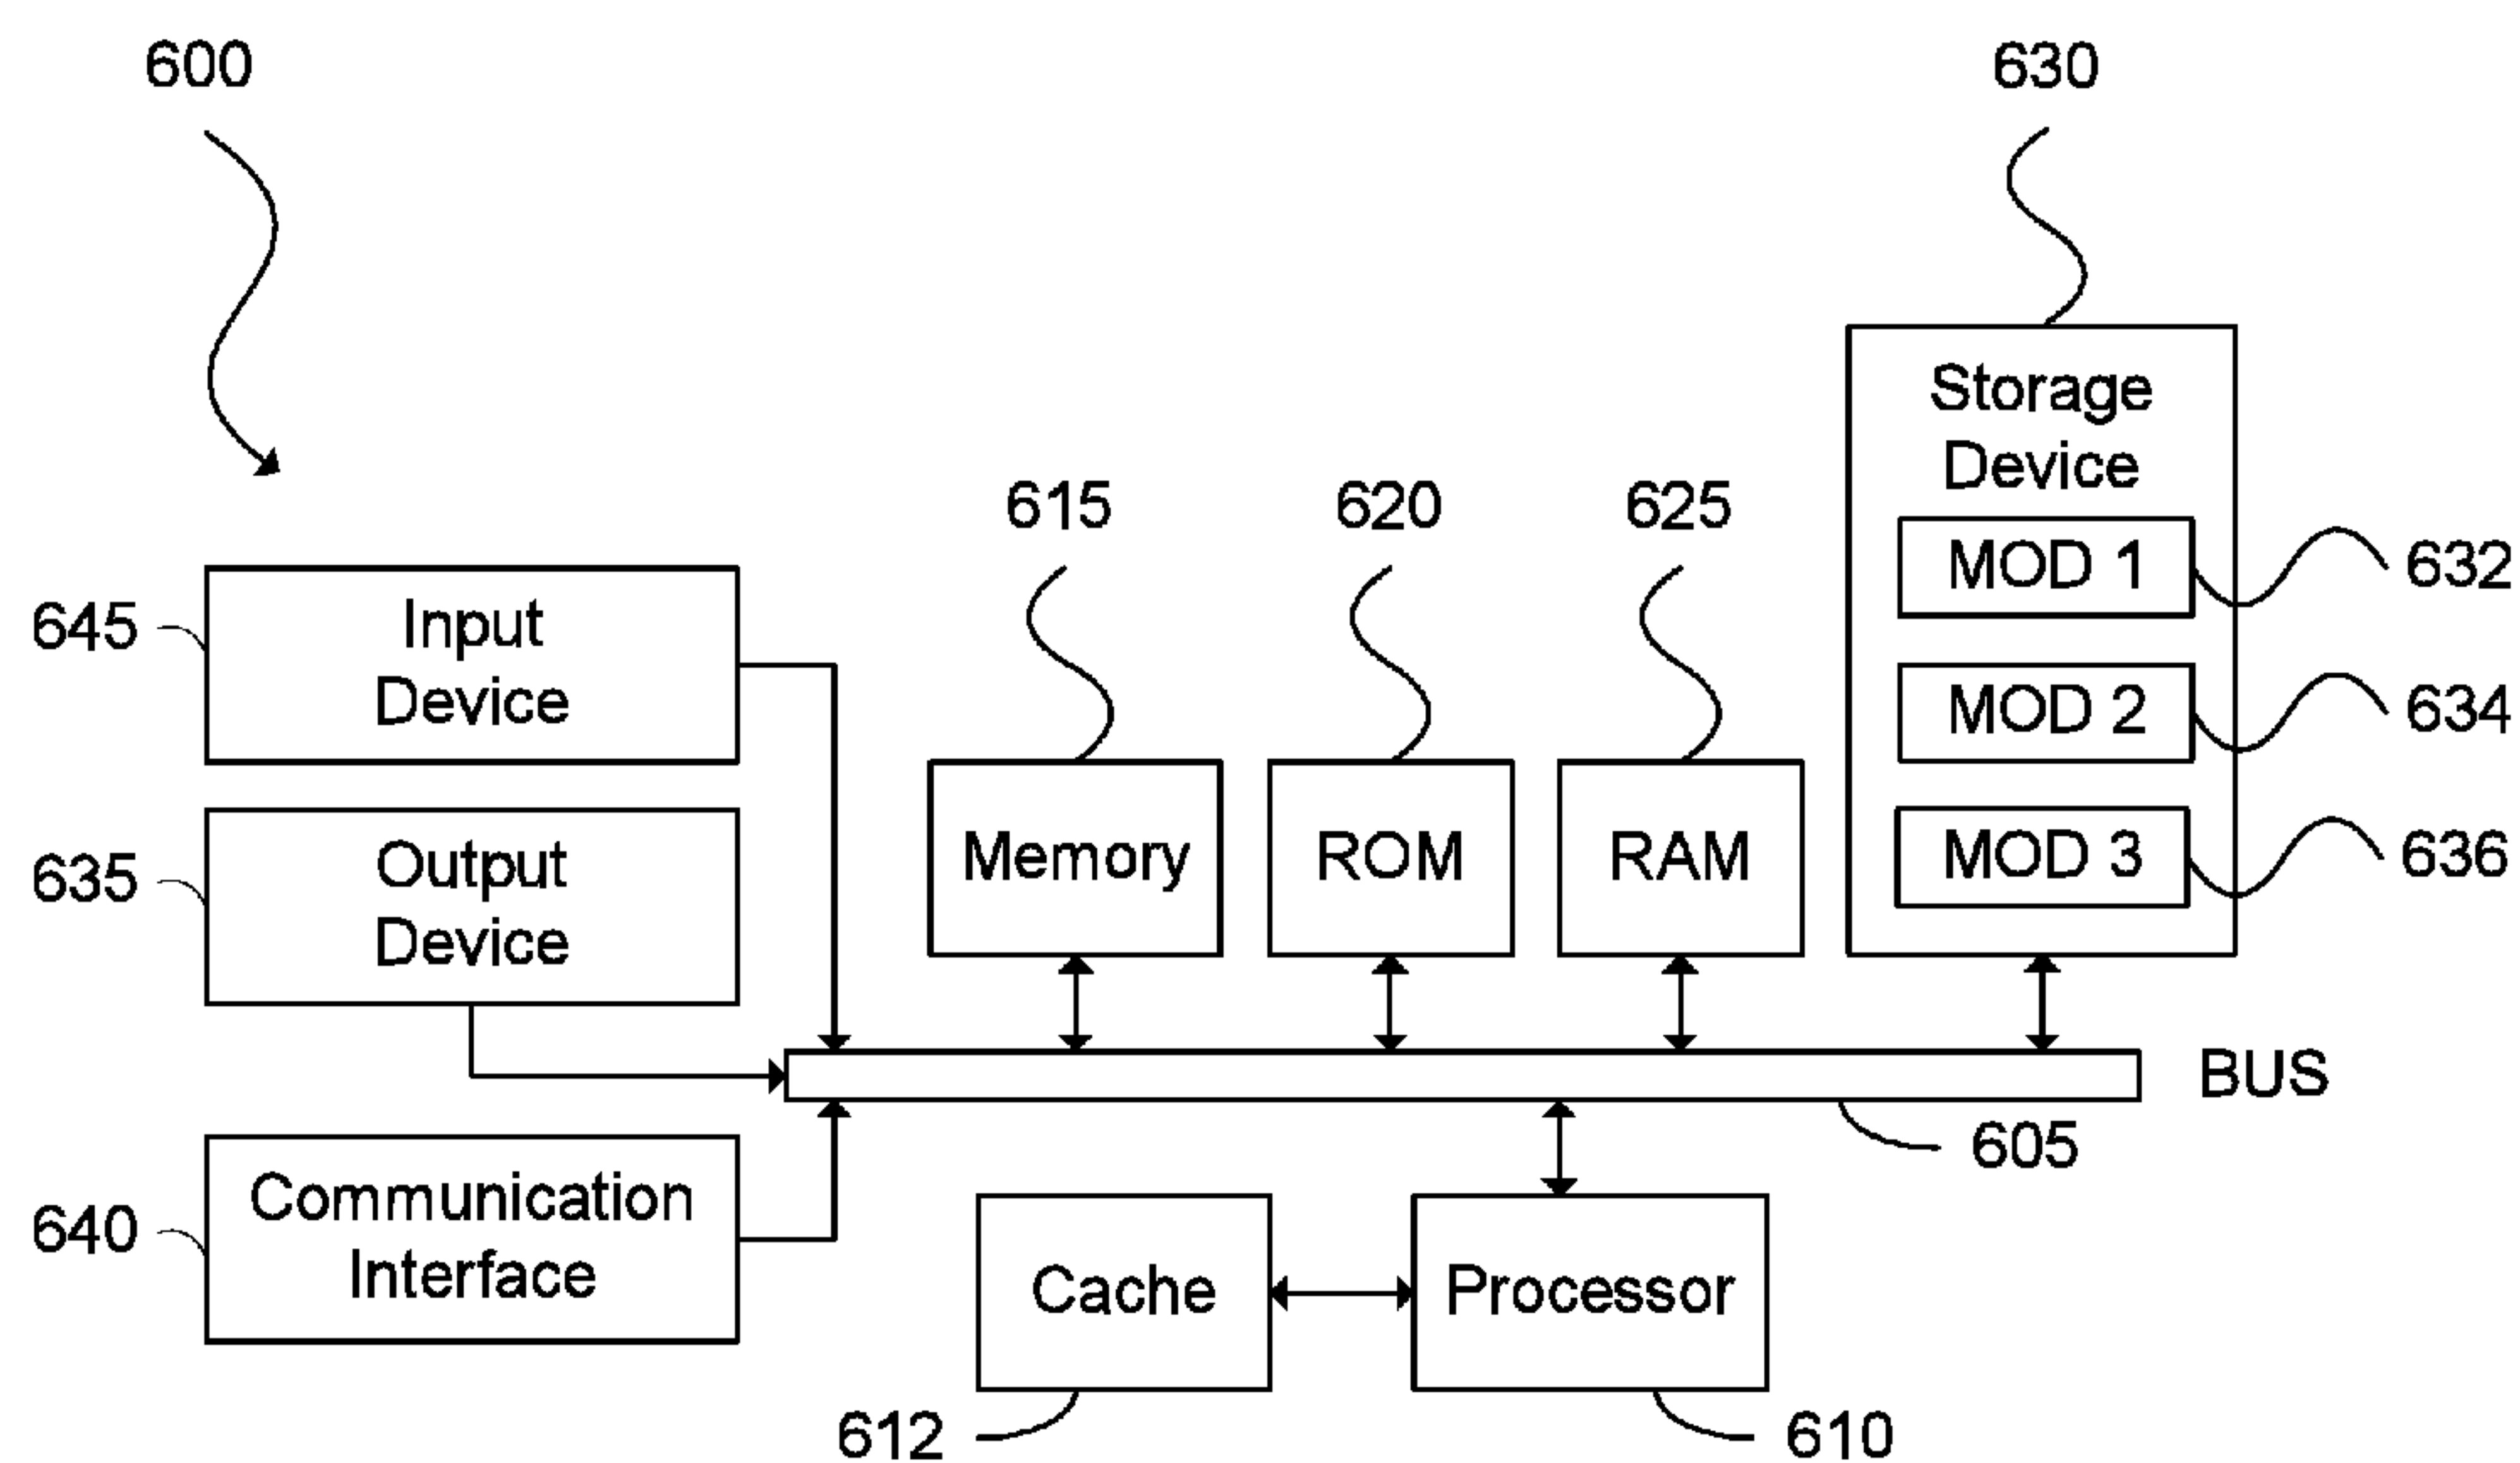 600
630
Storage
Device
615
620
625
MOD 1
632
645
Input
Device
MOD 2
634
635
Output
Device
Memory
ROM
RAM
MOD 3
636
BUS
605
640
Communication
Interface
Cache
Processor
612
610